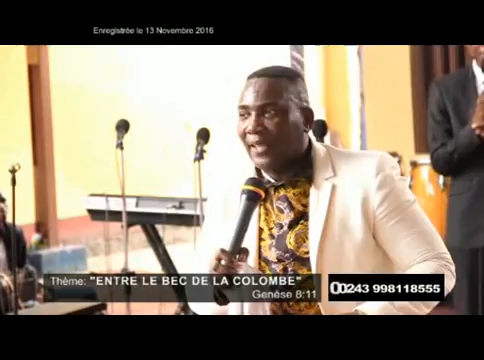 Enregistrée le 13 Novembre 2016
Thème: "ENTRE LE BEC DE LA COLOMBE"
Genèse 8:11
00243 998118555